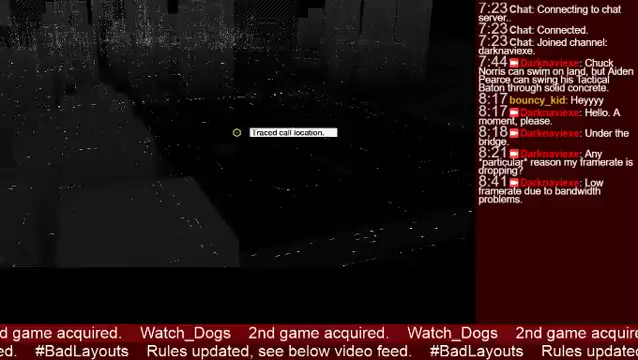 7:23 Chat: Connecting to chat
server..
7:23 Chat: Connected.
7:23 Chat: Joined channel:
darknaviexe.
7:44 Darknaviexe: Chuck
Norris can swim on land, but Aiden
Pearce can swing his Tactical
Baton through solid concrete.
8:17 bouncy_kid: Heyyyy
8:17 Darknaviexe: Hello. A
moment, please.
8:18 Darknaviexe: Under the
bridge.
8:21 Darknaviexe: Any
*particular* reason my framerate is
dropping?
8:41 Darknaviexe: Low
framerate due to bandwidth
problems.
Traced call location.
nd game acquired. Watch_Dogs 2nd game acquired. Watch_Dogs 2nd game acquire
ed. #BadLayouts Rules updated, see below video feed. #BadLayouts Rules update